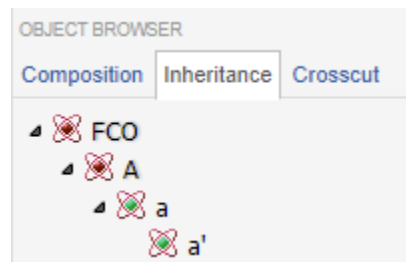 OBJECT BROWSER
Composition Inheritance Crosscut
FCO
A
a
a'